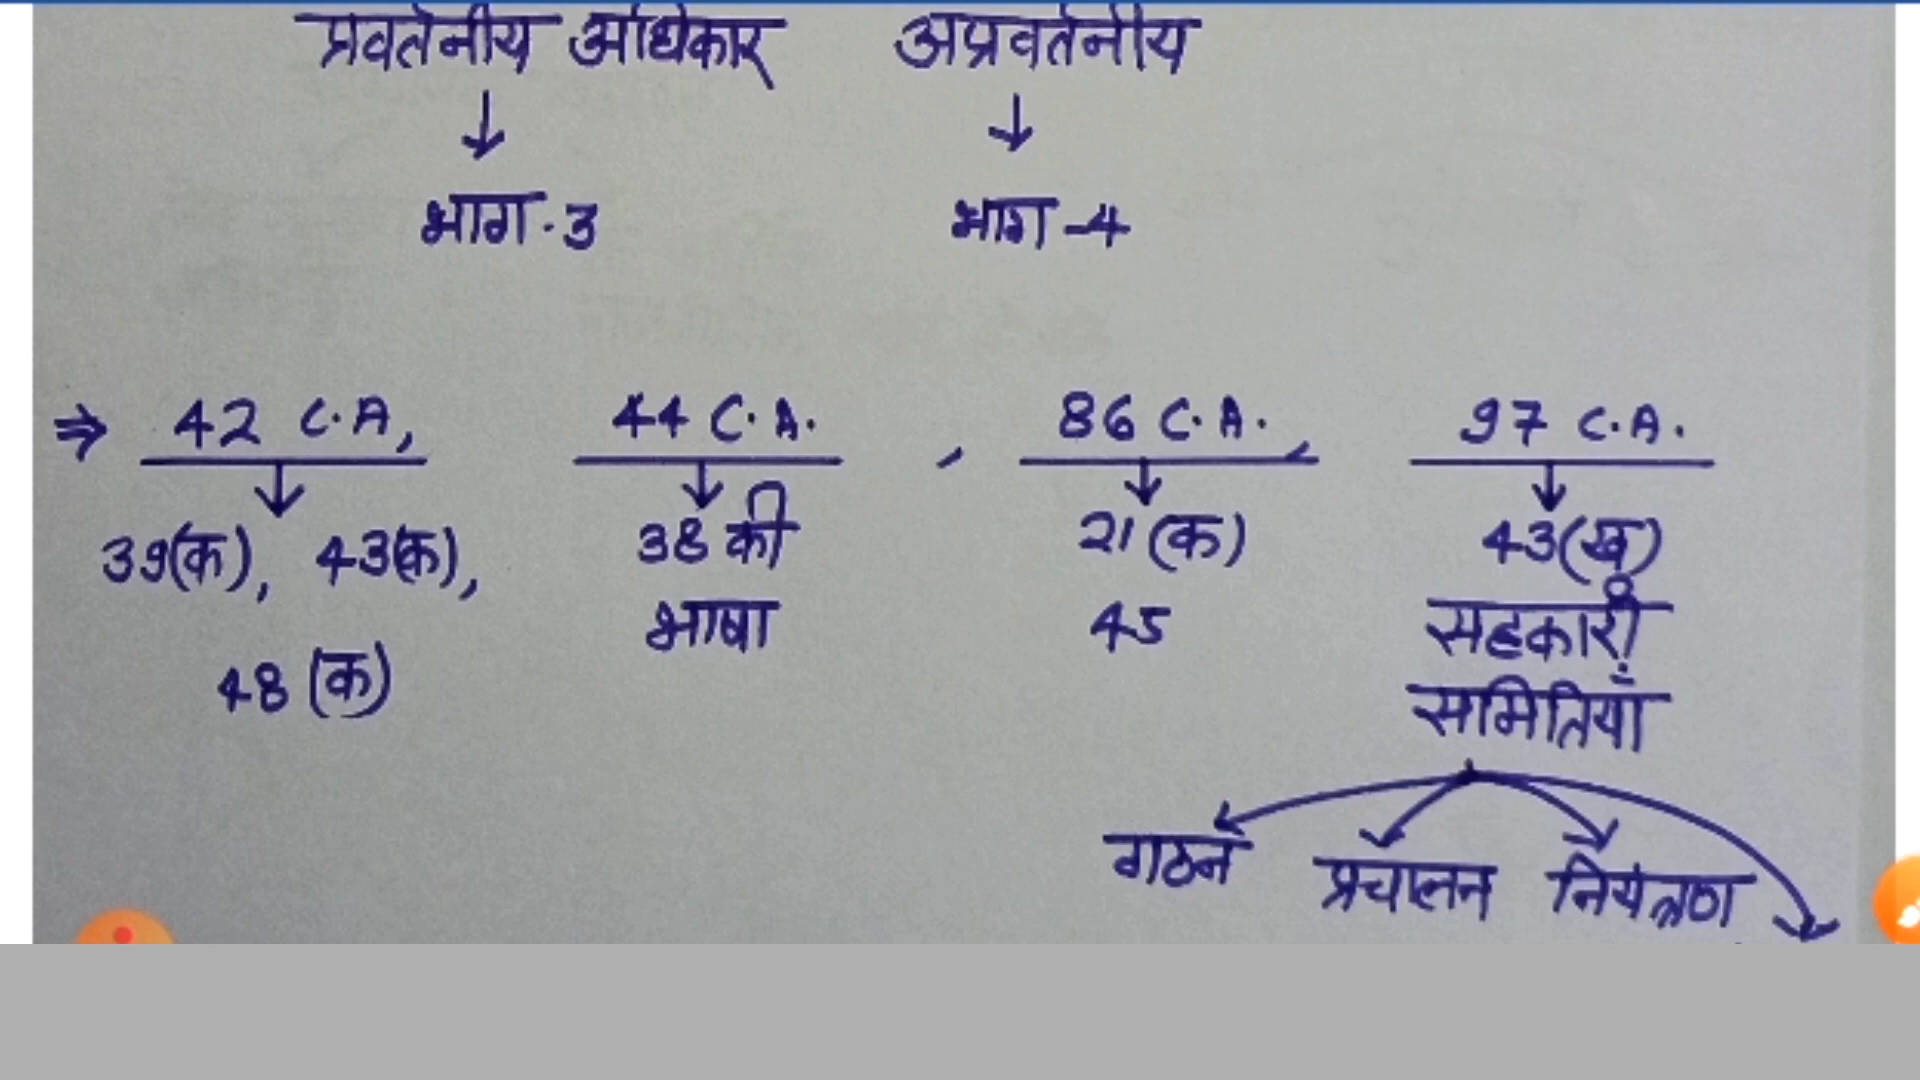 प्रवर्तनीय अधिकार अप्रवर्तनीय
↓ ↓
भाग-3 भाग-4
⇒ 42 C.A, 44 C.A. , 86 C.A., 97 C.A.
↓ ↓ ↓ ↓
39(क), 43(क), 38 की 21(क) 43(ख)
48(क) भाषा 45 सहकारी
समितियाँ
गठन प्रचालन नियंत्रण